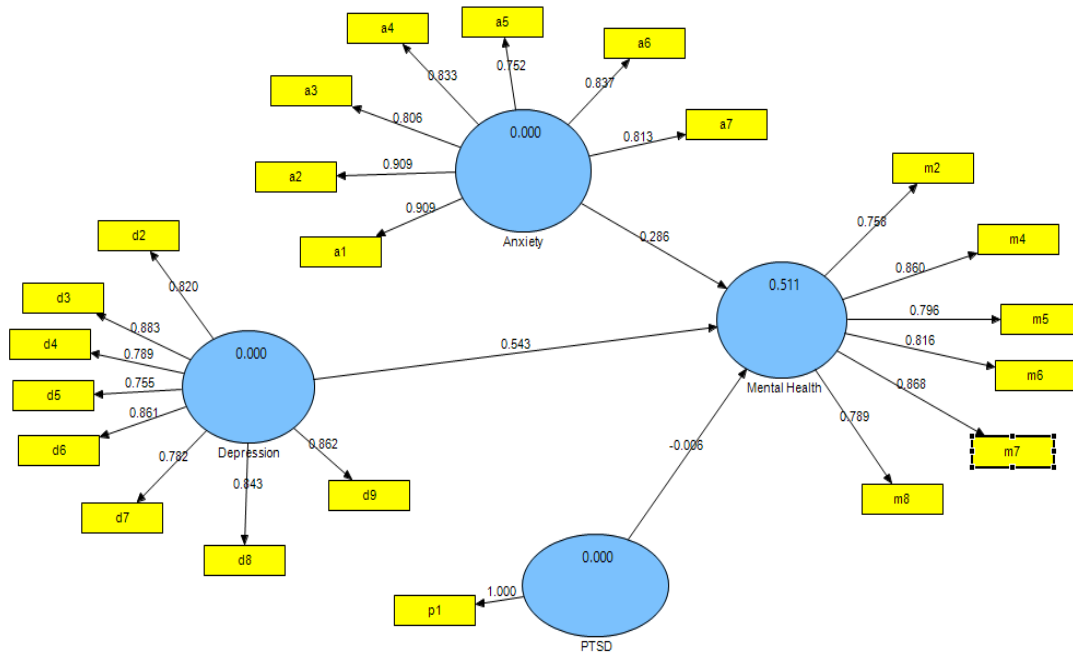 a5
a4
a6
0.752
0.833
0.837
a3
0.806
0.000
0.813
a7
a2
0.909
m2
0.909
a1
Anxiety
0.758
d2
0.286
m4
0.860
0.820
0.511
d3
0.883
0.796
m5
d4
0.789
0.000
0.543
0.816
m6
d5
0.755
Mental Health
0.868
0.861
0.789
d6
0.782
0.862
-0.006
m7
Depression
0.843
d9
m8
d7
d8
0.000
1.000
p1
PTSD